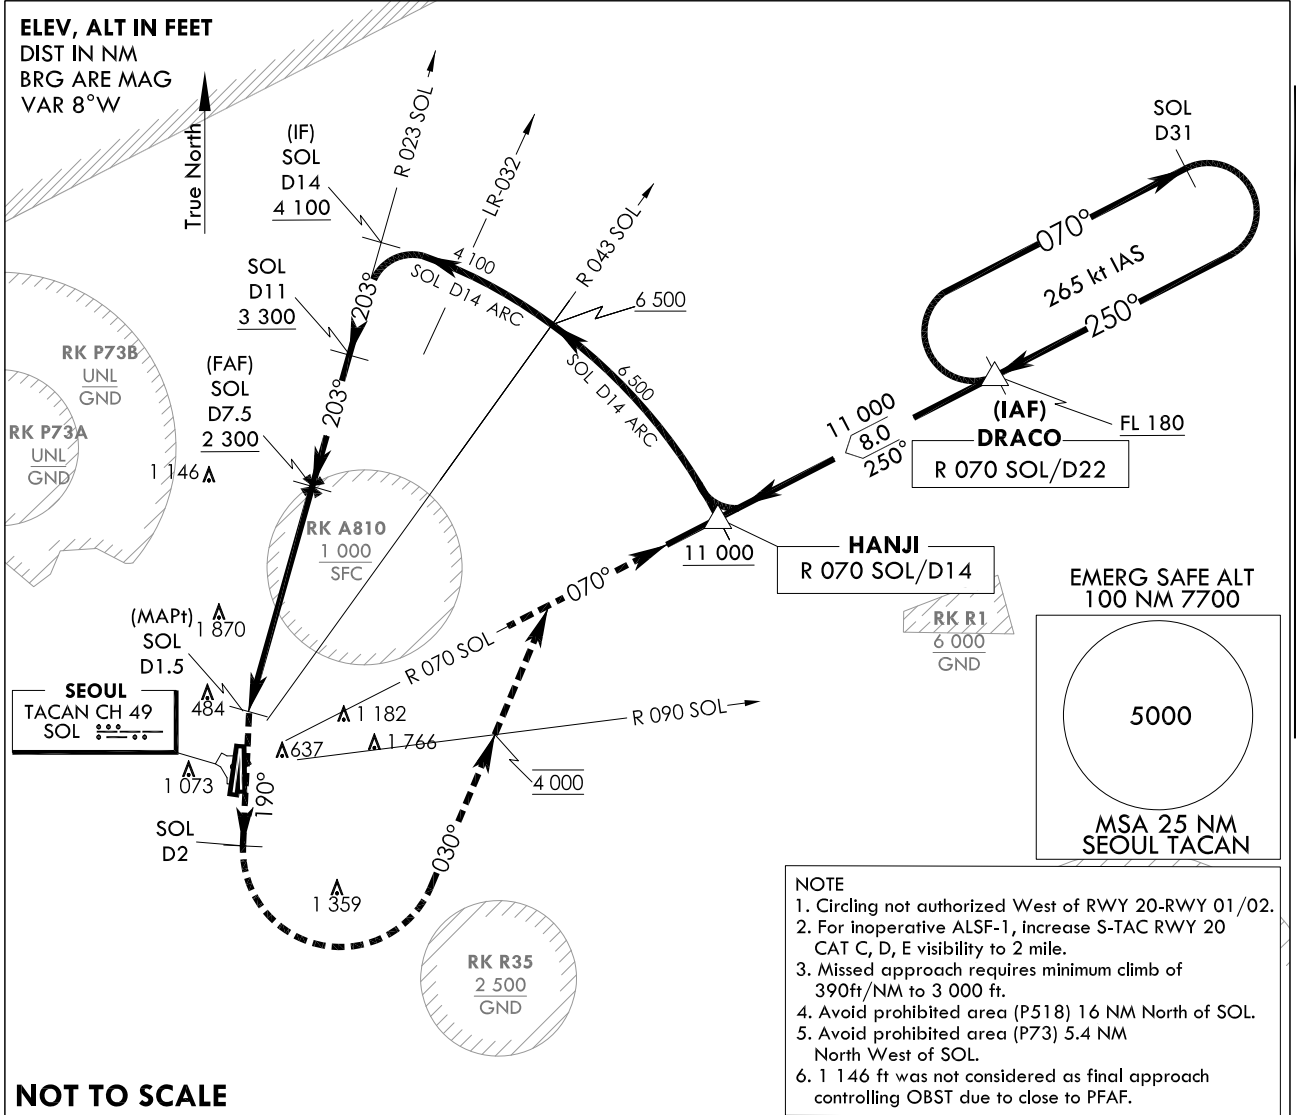 ELEV, ALT IN FEET
DIST IN NM
BRG ARE MAG
VAR 8°W
True North
(IF)
SOL
D14
4 100
R 023 SOL
LR-032
R 043 SOL
SOL
D31
070°
265 kt IAS
250°
4 100
SOL D14 ARC
6 500
6 500
SOL D14 ARC
SOL
D11
3 300
203°
203°
(FAF)
SOL
D7.5
2 300
RK P73B
UNL
GND
RK P73A
UNL
GND
1 146
11 000
8.0
250°
(IAF)
DRACO
R 070 SOL/D22
FL 180
RK A810
1 000
SFC
11 000
HANJI
R 070 SOL/D14
070°
R 070 SOL
RK R1
6 000
GND
EMERG SAFE ALT
100 NM 7700
5000
MSA 25 NM
SEOUL TACAN
(MAPt)
SOL
D1.5
1 870
484
SEOUL
TACAN CH 49
SOL
1 182
637
1 766
R 090 SOL
4 000
1 073
190°
SOL
D2
030°
1 359
RK R35
2 500
GND
NOTE
1. Circling not authorized West of RWY 20-RWY 01/02.
2. For inoperative ALSF-1, increase S-TAC RWY 20
CAT C, D, E visibility to 2 mile.
3. Missed approach requires minimum climb of
390ft/NM to 3 000 ft.
4. Avoid prohibited area (P518) 16 NM North of SOL.
5. Avoid prohibited area (P73) 5.4 NM
North West of SOL.
6. 1 146 ft was not considered as final approach
controlling OBST due to close to PFAF.
NOT TO SCALE